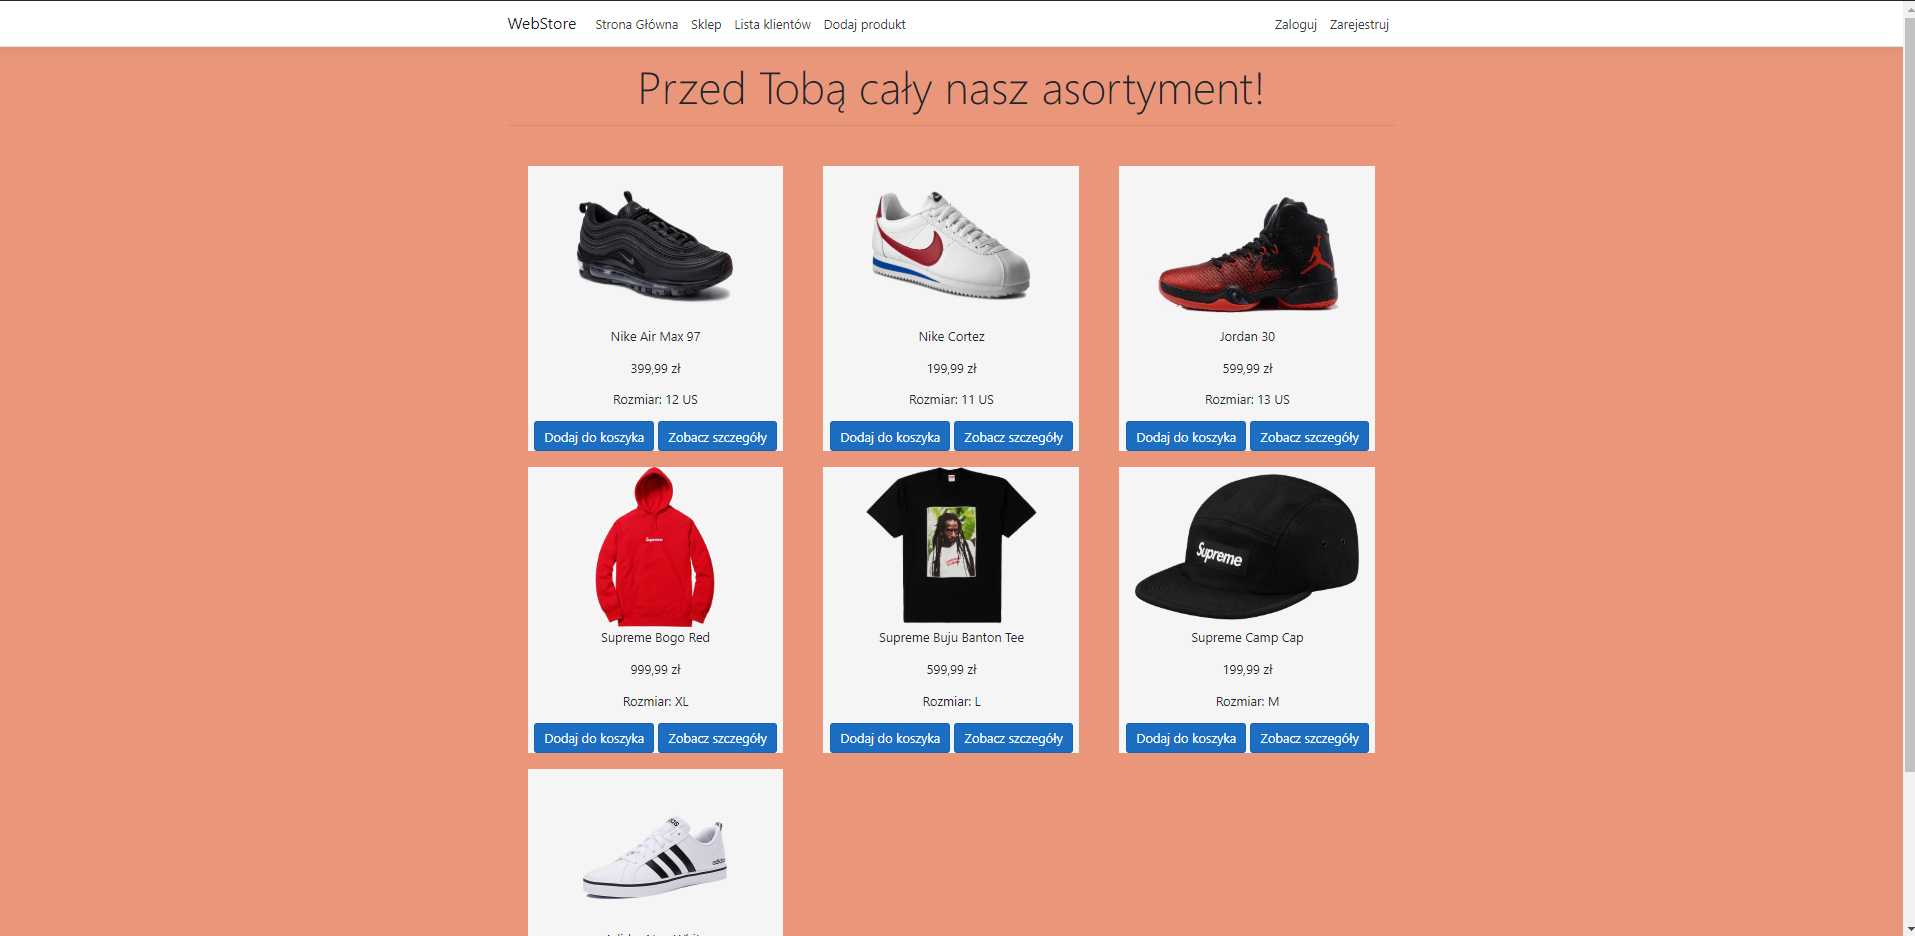 WebStore Strona Główna Sklep Lista klientów Dodaj produkt Zaloguj Zarejestruj
Przed Tobą cały nasz asortyment!
Nike Air Max 97
399,99 zł
Rozmiar: 12 US
Dodaj do koszyka Zobacz szczegóły
Nike Cortez
199,99 zł
Rozmiar: 11 US
Dodaj do koszyka Zobacz szczegóły
Jordan 30
599,99 zł
Rozmiar: 13 US
Dodaj do koszyka Zobacz szczegóły
Supreme
Supreme Bogo Red
999,99 zł
Rozmiar: XL
Dodaj do koszyka Zobacz szczegóły
Supreme Buju Banton Tee
599,99 zł
Rozmiar: L
Dodaj do koszyka Zobacz szczegóły
Supreme
Supreme Camp Cap
199,99 zł
Rozmiar: M
Dodaj do koszyka Zobacz szczegóły